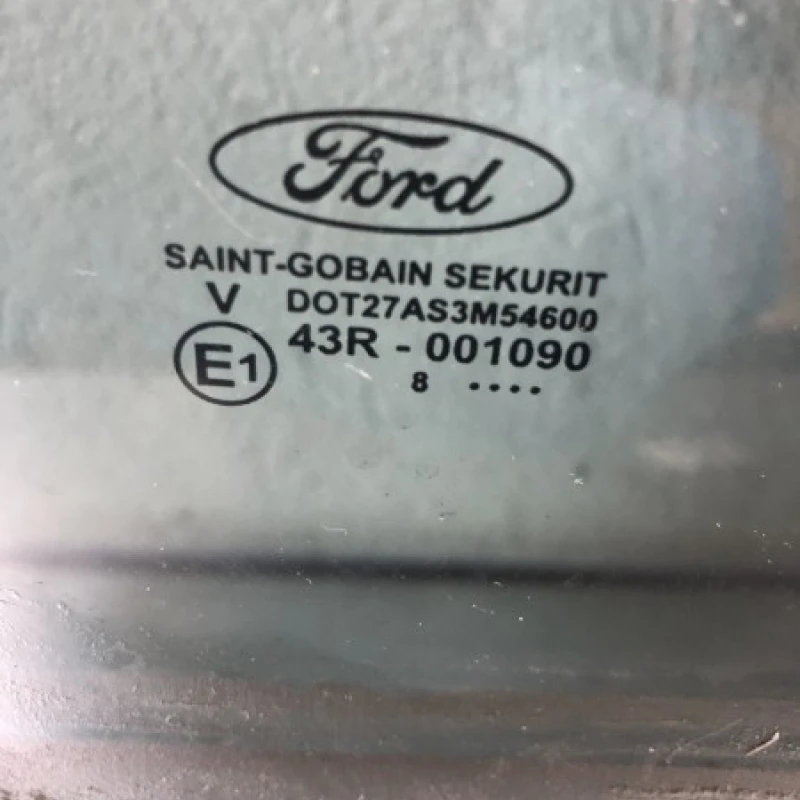 Ford
SAINT-GOBAIN SEKURIT
V DOT27AS3M54600
E1 43R - 001090
8 ....